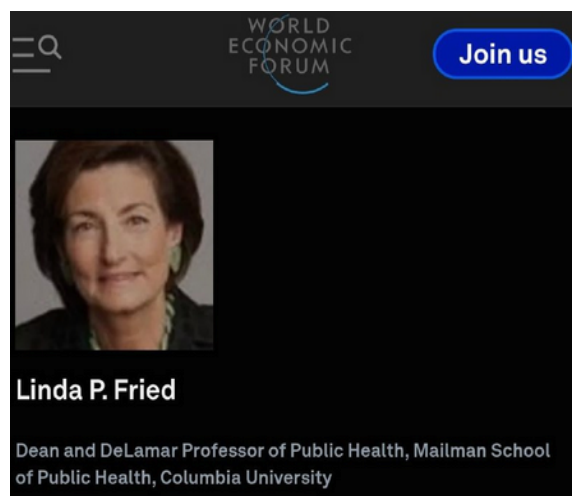 WORLD
ECONOMIC
FORUM
Join us
Linda P. Fried
Dean and DeLamar Professor of Public Health, Mailman School
of Public Health, Columbia University